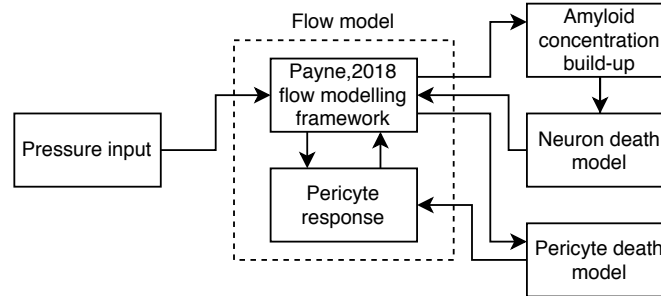 Flow model
Payne,2018
flow modelling
framework
Amyloid
concentration
build-up
Pressure input
Neuron death
model
Pericyte
response
Pericyte death
model